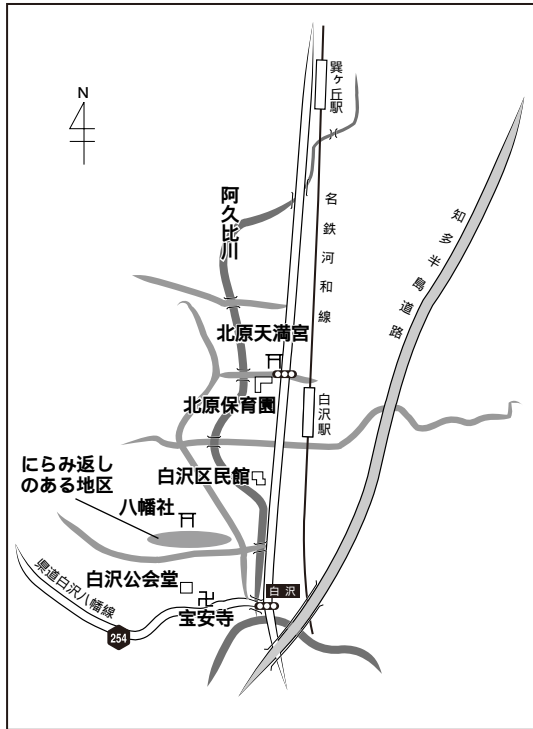 N
巽ヶ丘駅
阿久比川
名鉄河和線
知多半島道路
北原天満宮
北原保育園
白沢駅
にらみ返し
のある地区
白沢区民館
八幡社
県道白沢八幡線
白沢公会堂
白沢
宝安寺
254